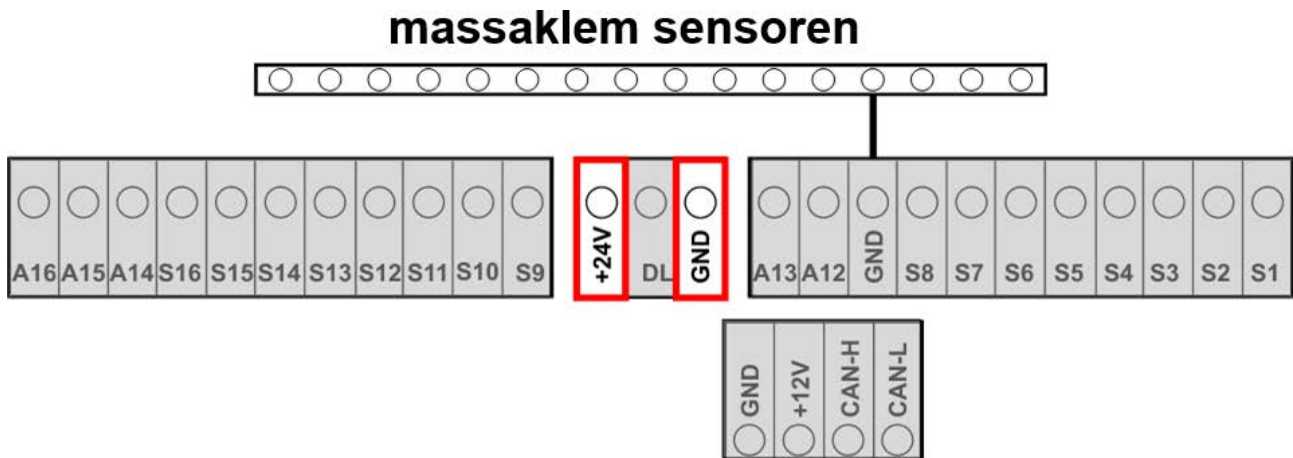 massaklem sensoren
A16 A15 A14 S16 S15 S14 S13 S12 S11 S10 S9 +24V DL GND A13 A12 GND S8 S7 S6 S5 S4 S3 S2 S1
GND +12V CAN-H CAN-L